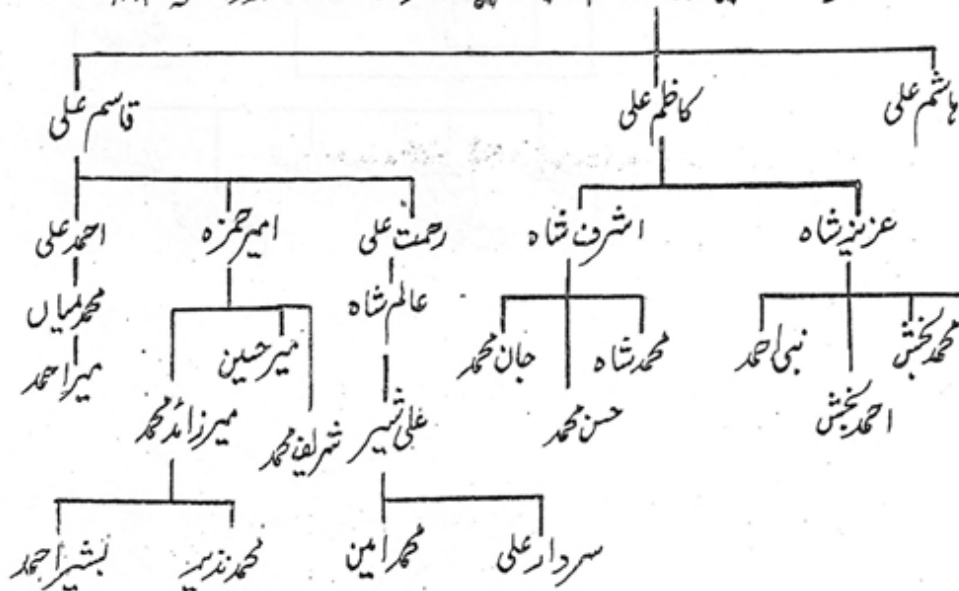 ہاشم علی کاظم علی قاسم علی
عزیز شاہ اشرف شاہ رحمت علی امیر حمزہ احمد علی
عالم شاہ محمد میاں
محمد بخش نبی احمد محمد شاہ جان محمد میر حسین میر احمد
احمد بخش حسن محمد علی شیر شریف محمد میرزائد محمد
سردار علی محمد امین محمد نذیر بشیر احمد